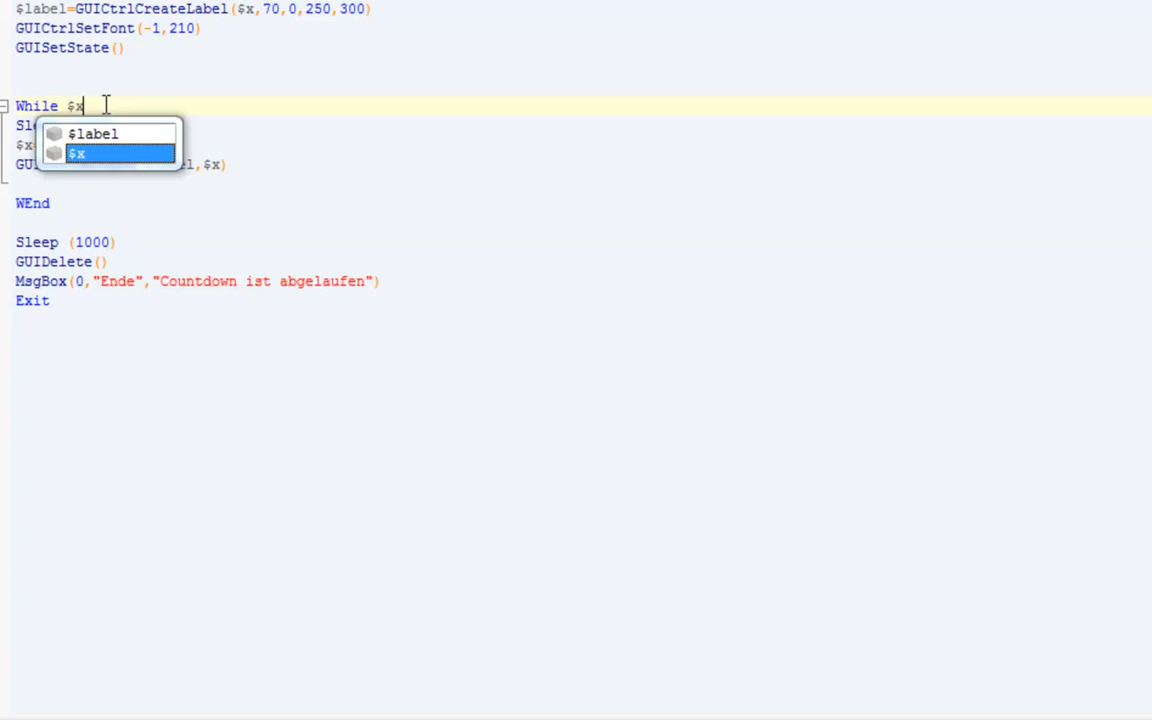 $label=GUICtrlCreateLabel($x,70,0,250,300)
GUICtrlSetFont(-1,210)
GUISetState()
While $x
$label
$x
$x
GUI
,$x)
WEnd
Sleep (1000)
GUIDelete()
MsgBox(0,"Ende","Countdown ist abgelaufen")
Exit